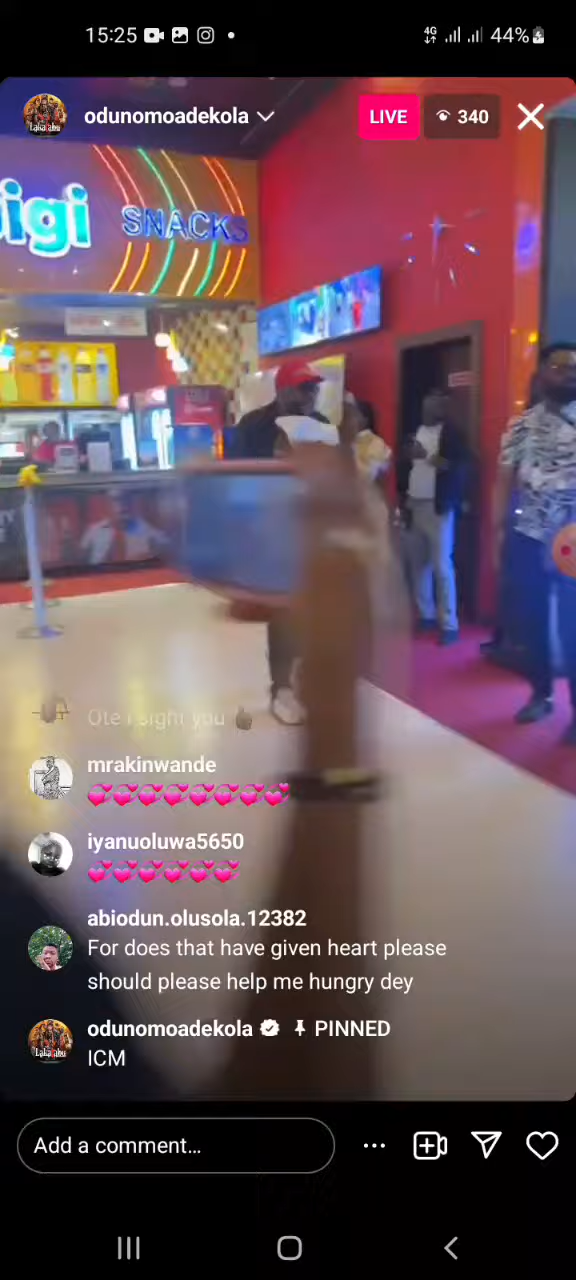 15:25
4G
44%
odunomoadekola
LIVE
340
igi
SNACKS
Ote i sight you
mrakinwande
iyanuoluwa5650
abiodun.olusola.12382
For does that have given heart please
should please help me hungry dey
odunomoadekola PINNED
ICM
Add a comment...